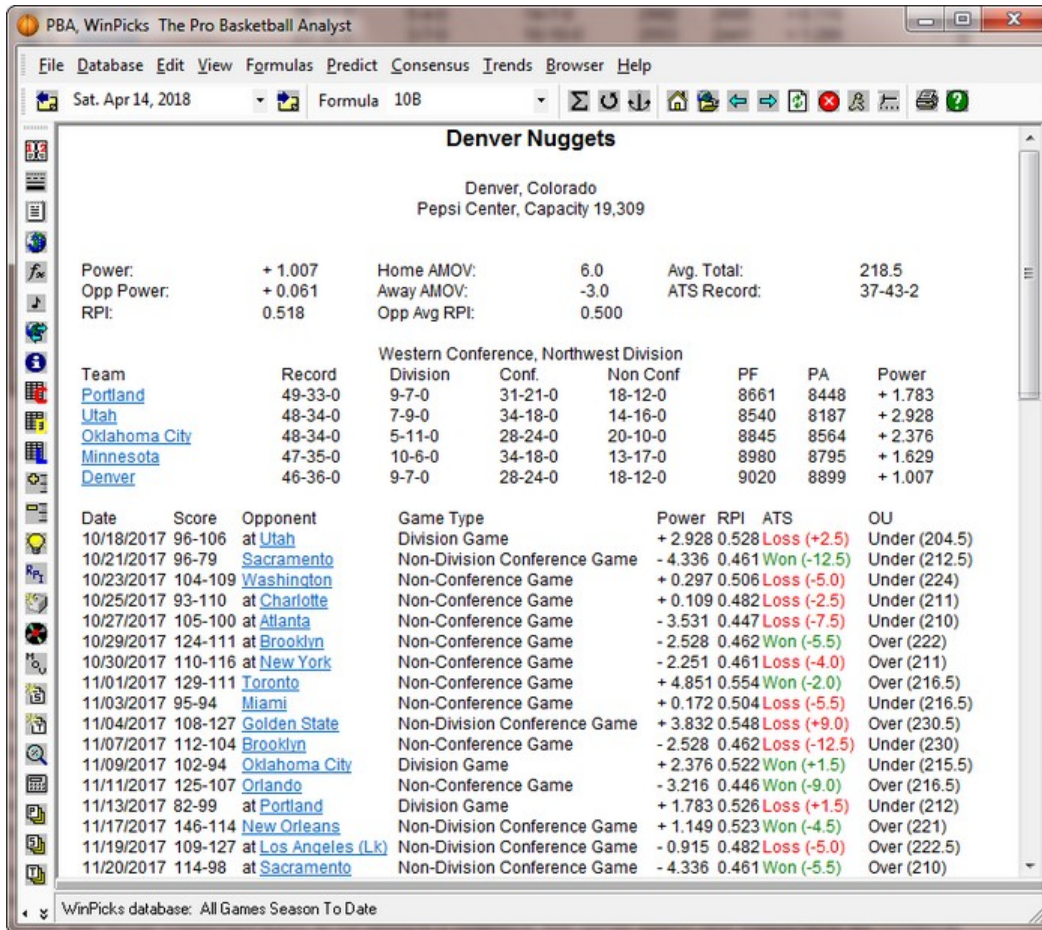 PBA, WinPicks The Pro Basketball Analyst
File Database Edit View Formulas Predict Consensus Trends Browser Help
Sat. Apr 14, 2018 Formula 10B
Denver Nuggets
Denver, Colorado
Pepsi Center, Capacity 19,309
Power: + 1.007 Home AMOV: 6.0 Avg. Total: 218.5
Opp Power: + 0.061 Away AMOV: -3.0 ATS Record: 37-43-2
RPI: 0.518 Opp Avg RPI: 0.500
Western Conference, Northwest Division
Team Record Division Conf. Non Conf PF PA Power
Portland 49-33-0 9-7-0 31-21-0 18-12-0 8661 8448 + 1.783
Utah 48-34-0 7-9-0 34-18-0 14-16-0 8540 8187 + 2.928
Oklahoma City 48-34-0 5-11-0 28-24-0 20-10-0 8845 8564 + 2.376
Minnesota 47-35-0 10-6-0 34-18-0 13-17-0 8980 8795 + 1.629
Denver 46-36-0 9-7-0 28-24-0 18-12-0 9020 8899 + 1.007
Date Score Opponent Game Type Power RPI ATS OU
10/18/2017 96-106 at Utah Division Game + 2.928 0.528 Loss (+2.5) Under (204.5)
10/21/2017 96-79 Sacramento Non-Division Conference Game - 4.336 0.461 Won (-12.5) Under (212.5)
10/23/2017 104-109 Washington Non-Conference Game + 0.297 0.506 Loss (-5.0) Under (224)
10/25/2017 93-110 at Charlotte Non-Conference Game + 0.109 0.482 Loss (-2.5) Under (211)
10/27/2017 105-100 at Atlanta Non-Conference Game - 3.531 0.447 Loss (-7.5) Under (210)
10/29/2017 124-111 at Brooklyn Non-Conference Game - 2.528 0.462 Won (-5.5) Over (222)
10/30/2017 110-116 at New York Non-Conference Game - 2.251 0.461 Loss (-4.0) Over (211)
11/01/2017 129-111 Toronto Non-Conference Game + 4.851 0.554 Won (-2.0) Over (216.5)
11/03/2017 95-94 Miami Non-Conference Game + 0.172 0.504 Loss (-5.5) Under (216.5)
11/04/2017 108-127 Golden State Non-Division Conference Game + 3.832 0.548 Loss (+9.0) Over (230.5)
11/07/2017 112-104 Brooklyn Non-Conference Game - 2.528 0.462 Loss (-12.5) Under (230)
11/09/2017 102-94 Oklahoma City Division Game + 2.376 0.522 Won (+1.5) Under (215.5)
11/11/2017 125-107 Orlando Non-Conference Game - 3.216 0.446 Won (-9.0) Over (216.5)
11/13/2017 82-99 at Portland Division Game + 1.783 0.526 Loss (+1.5) Under (212)
11/17/2017 146-114 New Orleans Non-Division Conference Game + 1.149 0.523 Won (-4.5) Over (221)
11/19/2017 109-127 at Los Angeles (Lk) Non-Division Conference Game - 0.915 0.482 Loss (-5.0) Over (222.5)
11/20/2017 114-98 at Sacramento Non-Division Conference Game - 4.336 0.461 Won (-5.5) Over (210)
WinPicks database: All Games Season To Date